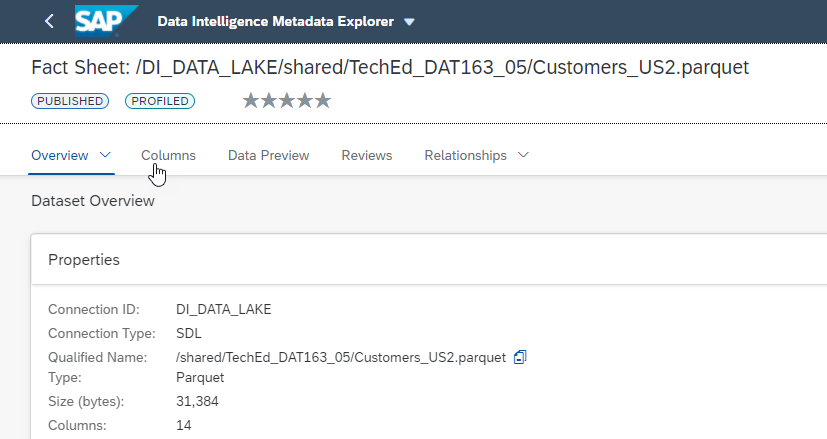 SAP Data Intelligence Metadata Explorer
Fact Sheet: /DI_DATA_LAKE/shared/TechEd_DAT163_05/Customers_US2.parquet
PUBLISHED PROFILED
Overview Columns Data Preview Reviews Relationships
Dataset Overview
Properties
Connection ID: DI_DATA_LAKE
Connection Type: SDL
Qualified Name: /shared/TechEd_DAT163_05/Customers_US2.parquet
Type: Parquet
Size (bytes): 31,384
Columns: 14